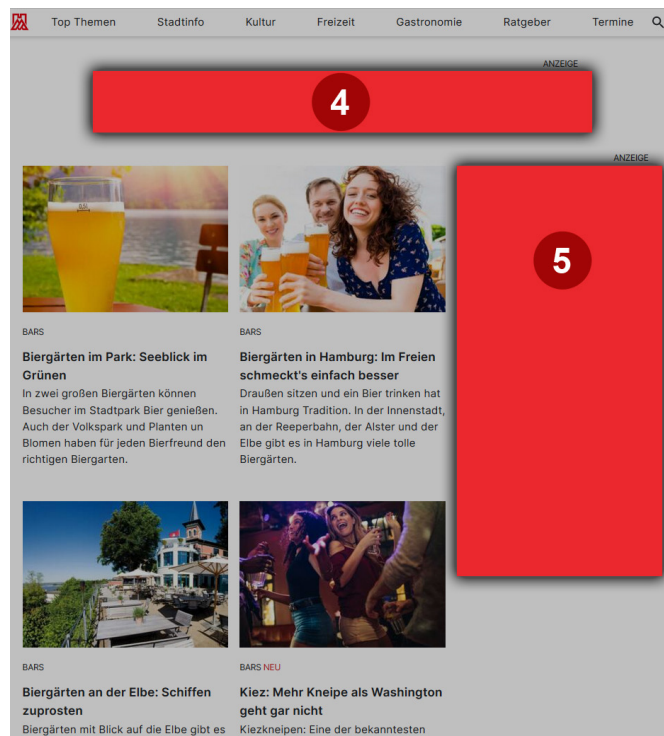 Top Themen Stadtinfo Kultur Freizeit Gastronomie Ratgeber Termine
ANZEIGE
4
ANZEIGE
5
BARS
Biergärten im Park: Seeblick im
Grünen
In zwei großen Biergärten können
Besucher im Stadtpark Bier genießen.
Auch der Volkspark und Planten un
Blomen haben für jeden Bierfreund den
richtigen Biergarten.
BARS
Biergärten in Hamburg: Im Freien
schmeckt's einfach besser
Draußen sitzen und ein Bier trinken hat
in Hamburg Tradition. In der Innenstadt,
an der Reeperbahn, der Alster und der
Elbe gibt es in Hamburg viele tolle
Biergärten.
BARS
Biergärten an der Elbe: Schiffen
zuprosten
Biergärten mit Blick auf die Elbe gibt es
BARS NEU
Kiez: Mehr Kneipe als Washington
geht gar nicht
Kiezkneipen: Eine der bekanntesten